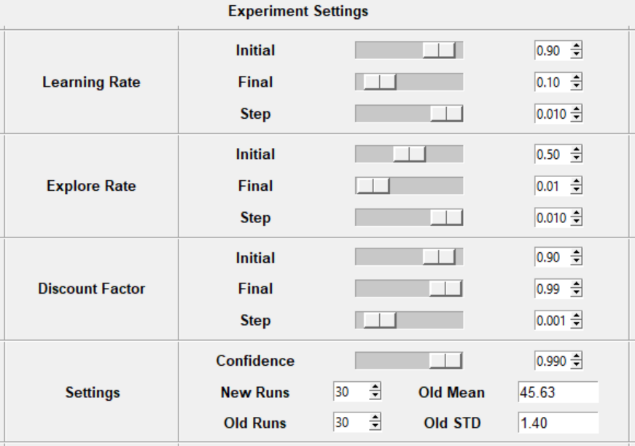 Experiment Settings
Learning Rate
Initial 0.90
Final 0.10
Step 0.010
Explore Rate
Initial 0.50
Final 0.01
Step 0.010
Discount Factor
Initial 0.90
Final 0.99
Step 0.001
Settings
Confidence 0.990
New Runs 30 Old Mean 45.63
Old Runs 30 Old STD 1.40